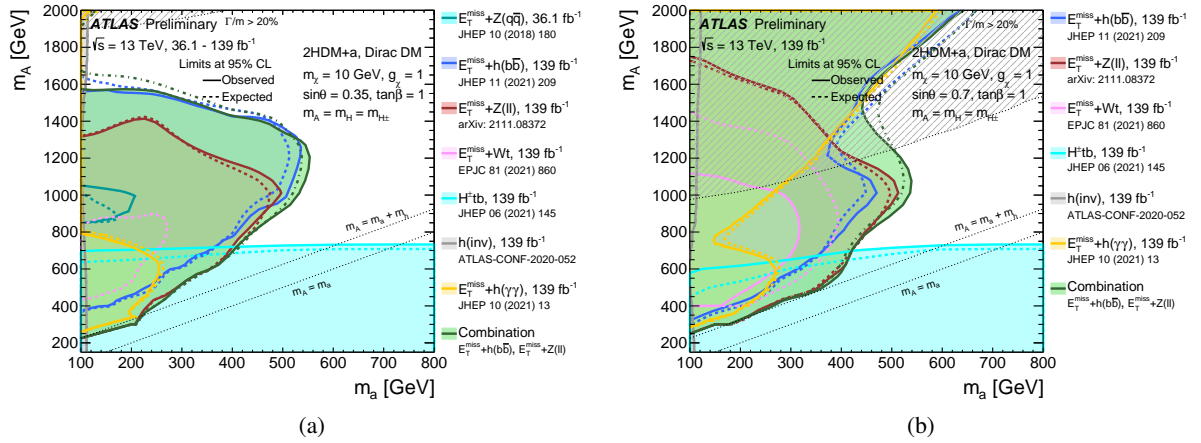 ATLAS Preliminary
Γ/m > 20%
√s = 13 TeV, 36.1 - 139 fb⁻¹
Limits at 95% CL
Observed
Expected
2HDM+a, Dirac DM
m_χ = 10 GeV, g_χ = 1
sinθ = 0.35, tanβ = 1
m_A = m_H = m_H±
m_A = m_a + m_h
m_A = m_a
m_A [GeV]
2000
1800
1600
1400
1200
1000
800
600
400
200
100 200 300 400 500 600 700 800
m_a [GeV]
E_T^miss+Z(qq̄), 36.1 fb⁻¹
JHEP 10 (2018) 180
E_T^miss+h(bb̄), 139 fb⁻¹
JHEP 11 (2021) 209
E_T^miss+Z(ll), 139 fb⁻¹
arXiv: 2111.08372
E_T^miss+Wt, 139 fb⁻¹
EPJC 81 (2021) 860
H±tb, 139 fb⁻¹
JHEP 06 (2021) 145
h(inv), 139 fb⁻¹
ATLAS-CONF-2020-052
E_T^miss+h(γγ), 139 fb⁻¹
JHEP 10 (2021) 13
Combination
E_T^miss+h(bb̄), E_T^miss+Z(ll)
(a)
ATLAS Preliminary
Γ/m > 20%
√s = 13 TeV, 139 fb⁻¹
Limits at 95% CL
Observed
Expected
2HDM+a, Dirac DM
m_χ = 10 GeV, g_χ = 1
sinθ = 0.7, tanβ = 1
m_A = m_H = m_H±
m_A = m_a + m_h
m_A = m_a
m_A [GeV]
2000
1800
1600
1400
1200
1000
800
600
400
200
100 200 300 400 500 600 700 800
m_a [GeV]
E_T^miss+h(bb̄), 139 fb⁻¹
JHEP 11 (2021) 209
E_T^miss+Z(ll), 139 fb⁻¹
arXiv: 2111.08372
E_T^miss+Wt, 139 fb⁻¹
EPJC 81 (2021) 860
H±tb, 139 fb⁻¹
JHEP 06 (2021) 145
h(inv), 139 fb⁻¹
ATLAS-CONF-2020-052
E_T^miss+h(γγ), 139 fb⁻¹
JHEP 10 (2021) 13
Combination
E_T^miss+h(bb̄), E_T^miss+Z(ll)
(b)